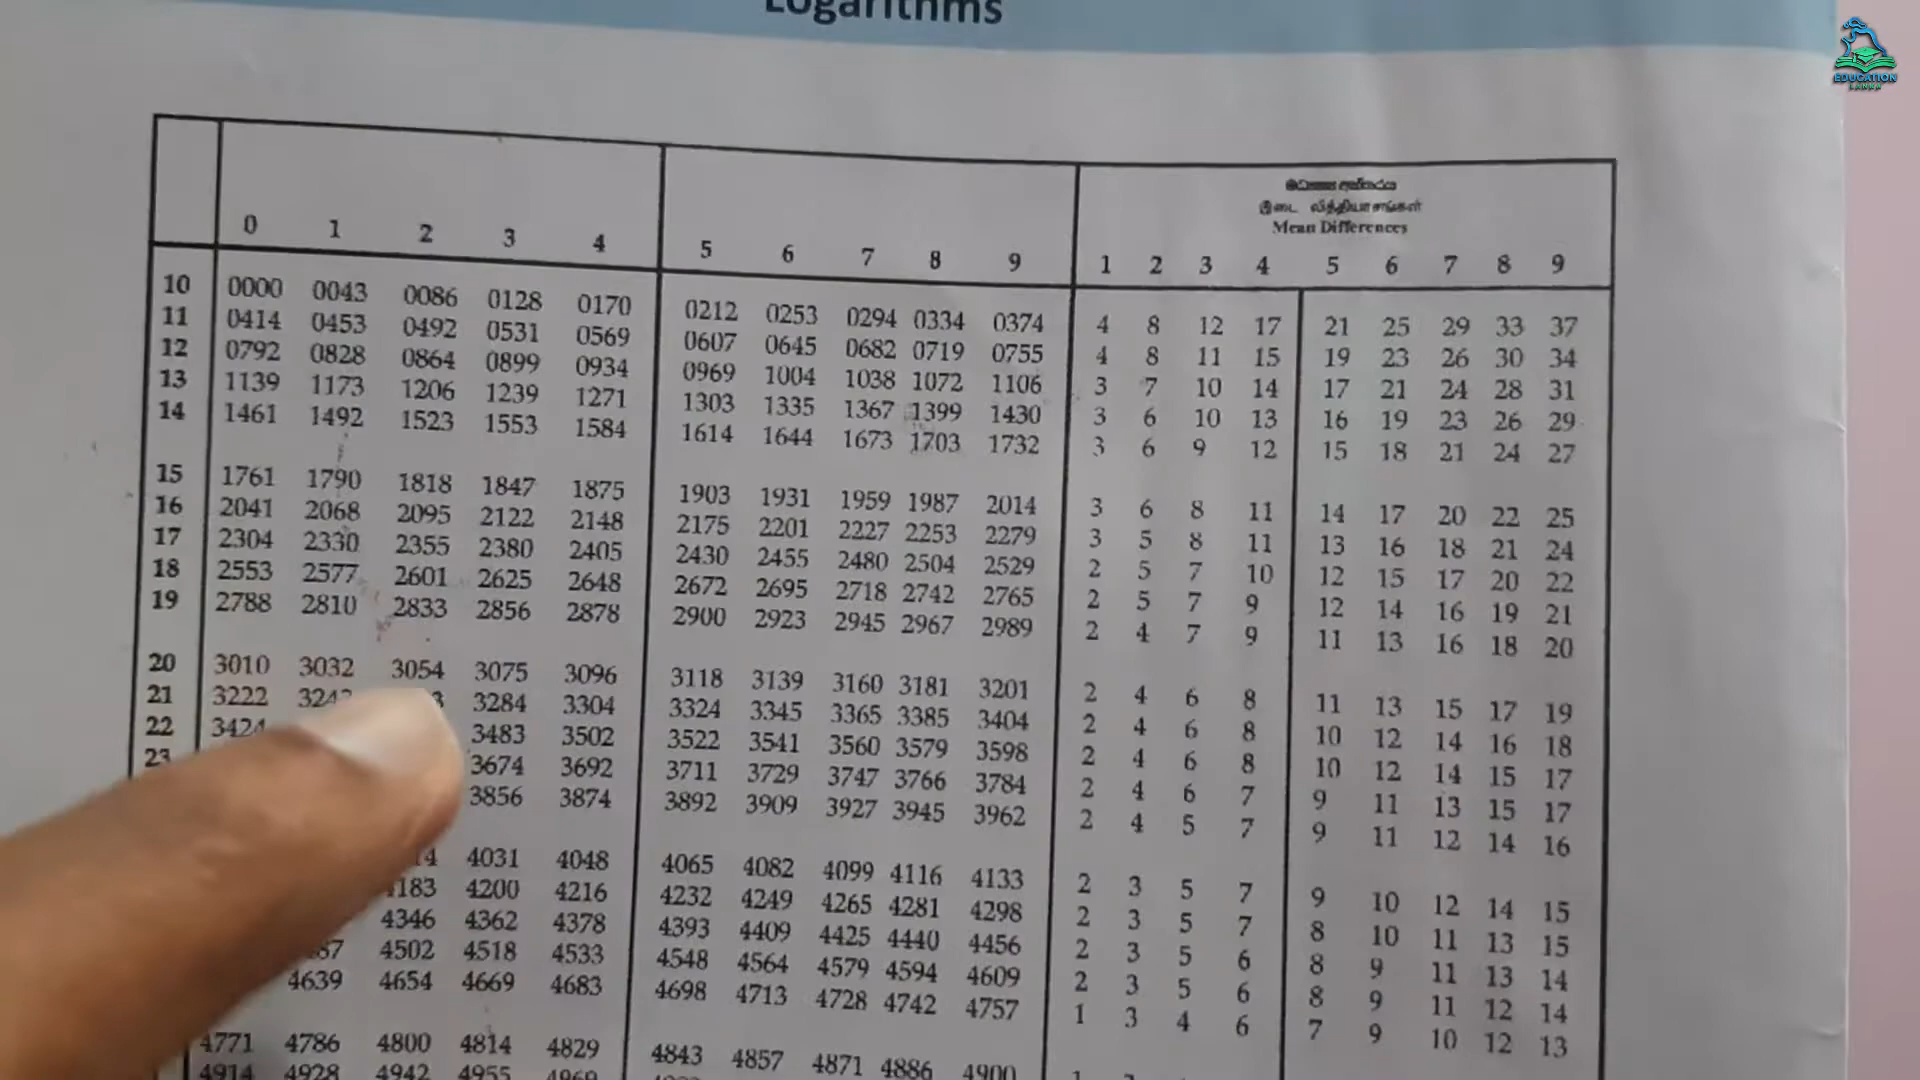 Logarithms
EDUCATION
LANKA
இடை வித்தியாசங்கள்
Mean Differences
0 1 2 3 4 5 6 7 8 9 1 2 3 4 5 6 7 8 9
10 0000 0043 0086 0128 0170 0212 0253 0294 0334 0374 4 8 12 17 21 25 29 33 37
11 0414 0453 0492 0531 0569 0607 0645 0682 0719 0755 4 8 11 15 19 23 26 30 34
12 0792 0828 0864 0899 0934 0969 1004 1038 1072 1106 3 7 10 14 17 21 24 28 31
13 1139 1173 1206 1239 1271 1303 1335 1367 1399 1430 3 6 10 13 16 19 23 26 29
14 1461 1492 1523 1553 1584 1614 1644 1673 1703 1732 3 6 9 12 15 18 21 24 27
15 1761 1790 1818 1847 1875 1903 1931 1959 1987 2014 3 6 8 11 14 17 20 22 25
16 2041 2068 2095 2122 2148 2175 2201 2227 2253 2279 3 5 8 11 13 16 18 21 24
17 2304 2330 2355 2380 2405 2430 2455 2480 2504 2529 2 5 7 10 12 15 17 20 22
18 2553 2577 2601 2625 2648 2672 2695 2718 2742 2765 2 5 7 9 12 14 16 19 21
19 2788 2810 2833 2856 2878 2900 2923 2945 2967 2989 2 4 7 9 11 13 16 18 20
20 3010 3032 3054 3075 3096 3118 3139 3160 3181 3201 2 4 6 8 11 13 15 17 19
21 3222 3284 3304 3324 3345 3365 3385 3404 2 4 6 8 10 12 14 16 18
22 3424 3483 3502 3522 3541 3560 3579 3598 2 4 6 8 10 12 14 15 17
23 3674 3692 3711 3729 3747 3766 3784 2 4 6 7 9 11 13 15 17
3856 3874 3892 3909 3927 3945 3962 2 4 5 7 9 11 12 14 16
4031 4048 4065 4082 4099 4116 4133 2 3 5 7 9 10 12 14 15
4183 4200 4216 4232 4249 4265 4281 4298 2 3 5 7 8 10 11 13 15
4346 4362 4378 4393 4409 4425 4440 4456 2 3 5 6 8 9 11 13 14
4502 4518 4533 4548 4564 4579 4594 4609 2 3 5 6 8 9 11 12 14
4639 4654 4669 4683 4698 4713 4728 4742 4757 1 3 4 6 7 9 10 12 13
4771 4786 4800 4814 4829 4843 4857 4871 4886 4900
4914 4928 4942 4955 4969